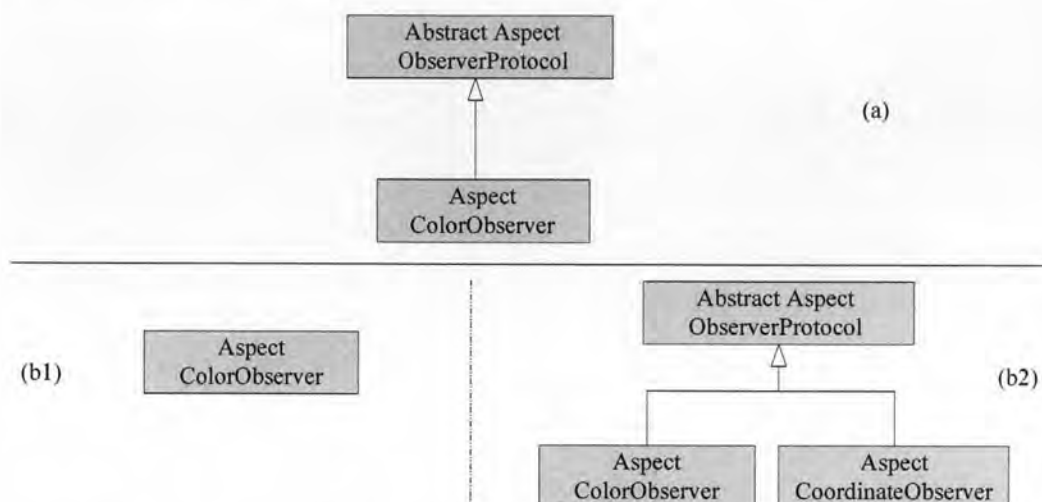 Abstract Aspect
ObserverProtocol
(a)
Aspect
ColorObserver
(b1)
Aspect
ColorObserver
Abstract Aspect
ObserverProtocol
(b2)
Aspect
ColorObserver
Aspect
CoordinateObserver